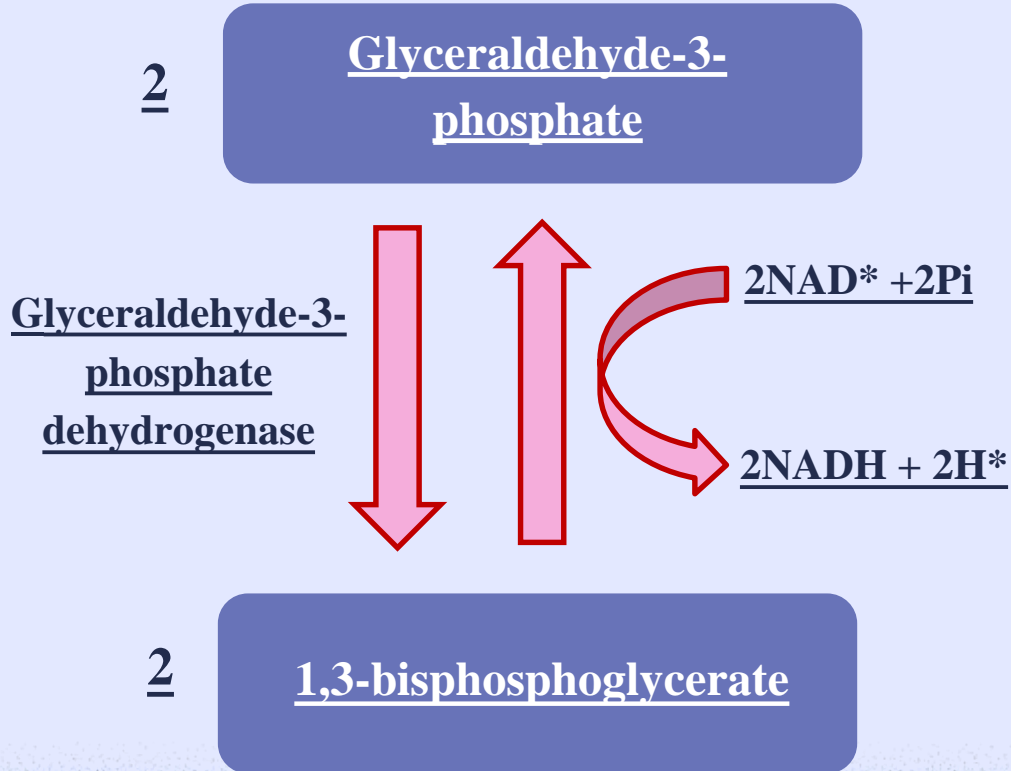 2
Glyceraldehyde-3-
phosphate
Glyceraldehyde-3-
phosphate
dehydrogenase
2NAD* +2Pi
2NADH + 2H*
2
1,3-bisphosphoglycerate